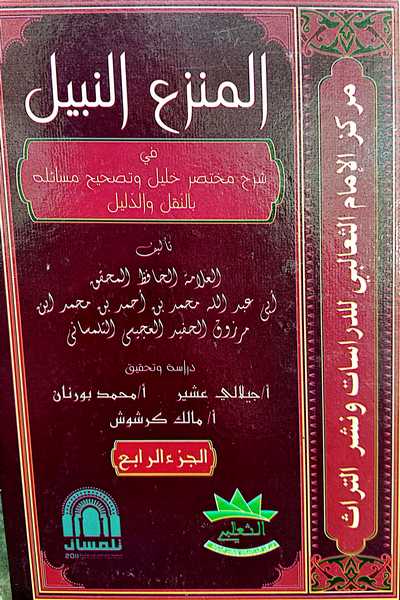 المنزع النبيل
في
شرح مختصر خليل وتصحيح مسائله
بالنقل والدليل
تأليف
العلامة الحافظ المحقق
أبي عبد الله محمد بن أحمد بن محمد ابن
مرزوق الحفيد العجيسي التلمساني
دراسة وتحقيق
أ/جيلالي عشير أ/محمد بورنان
أ/ مالك كرشوش
الجزء الرابع
تلمسان
2011
الثعالبي
مركز الإمام الثعالبي للدراسات ونشر التراث